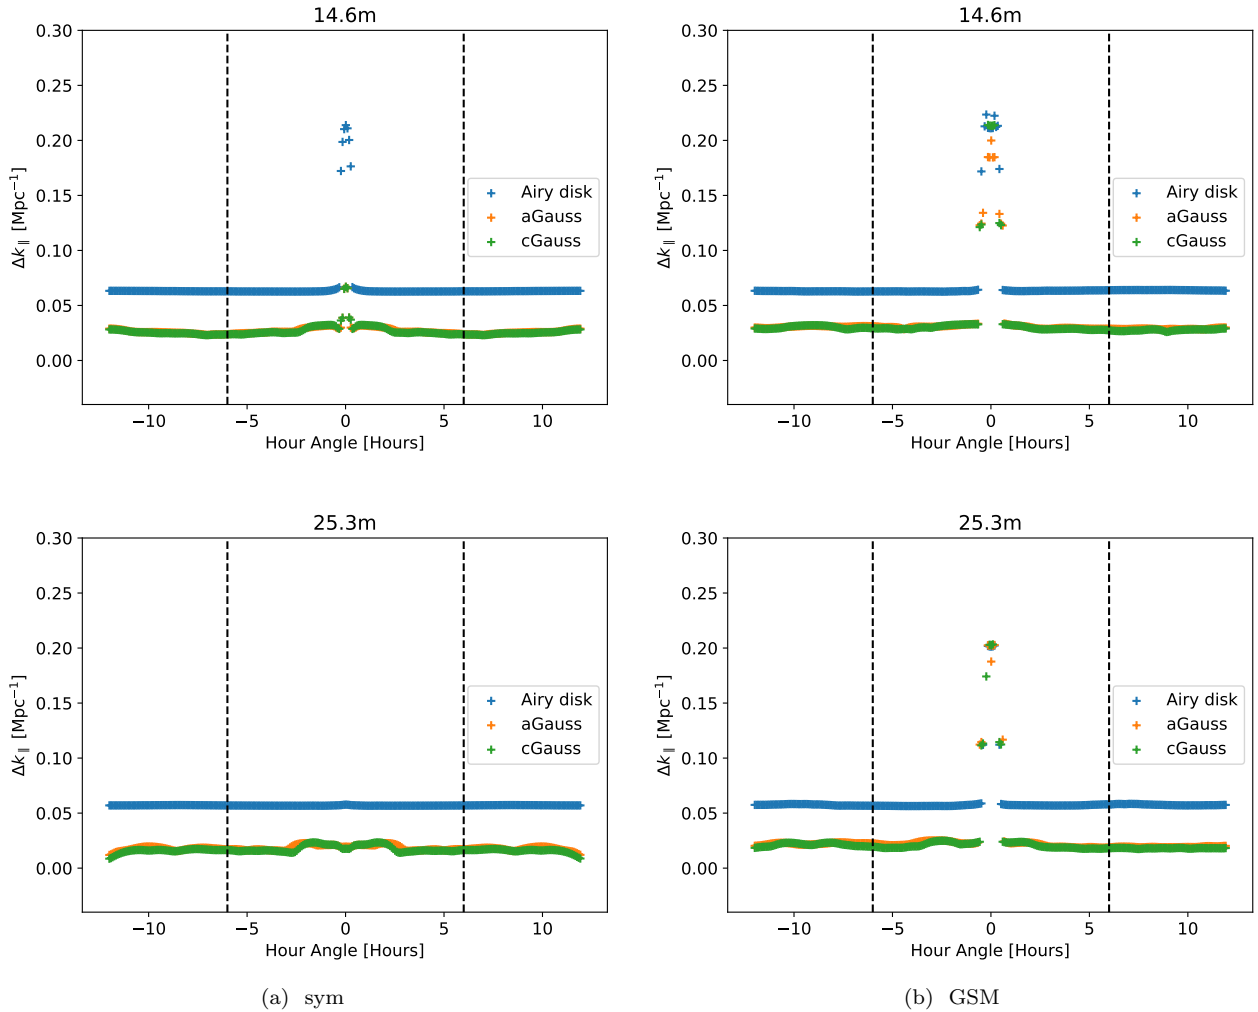 14.6m
0.30
0.25
0.20
0.15
0.10
0.05
0.00
Δk∥ [Mpc⁻¹]
Airy disk
aGauss
cGauss
−10 −5 0 5 10
Hour Angle [Hours]
14.6m
0.30
0.25
0.20
0.15
0.10
0.05
0.00
Δk∥ [Mpc⁻¹]
Airy disk
aGauss
cGauss
−10 −5 0 5 10
Hour Angle [Hours]
25.3m
0.30
0.25
0.20
0.15
0.10
0.05
0.00
Δk∥ [Mpc⁻¹]
Airy disk
aGauss
cGauss
−10 −5 0 5 10
Hour Angle [Hours]
25.3m
0.30
0.25
0.20
0.15
0.10
0.05
0.00
Δk∥ [Mpc⁻¹]
Airy disk
aGauss
cGauss
−10 −5 0 5 10
Hour Angle [Hours]
(a) sym
(b) GSM